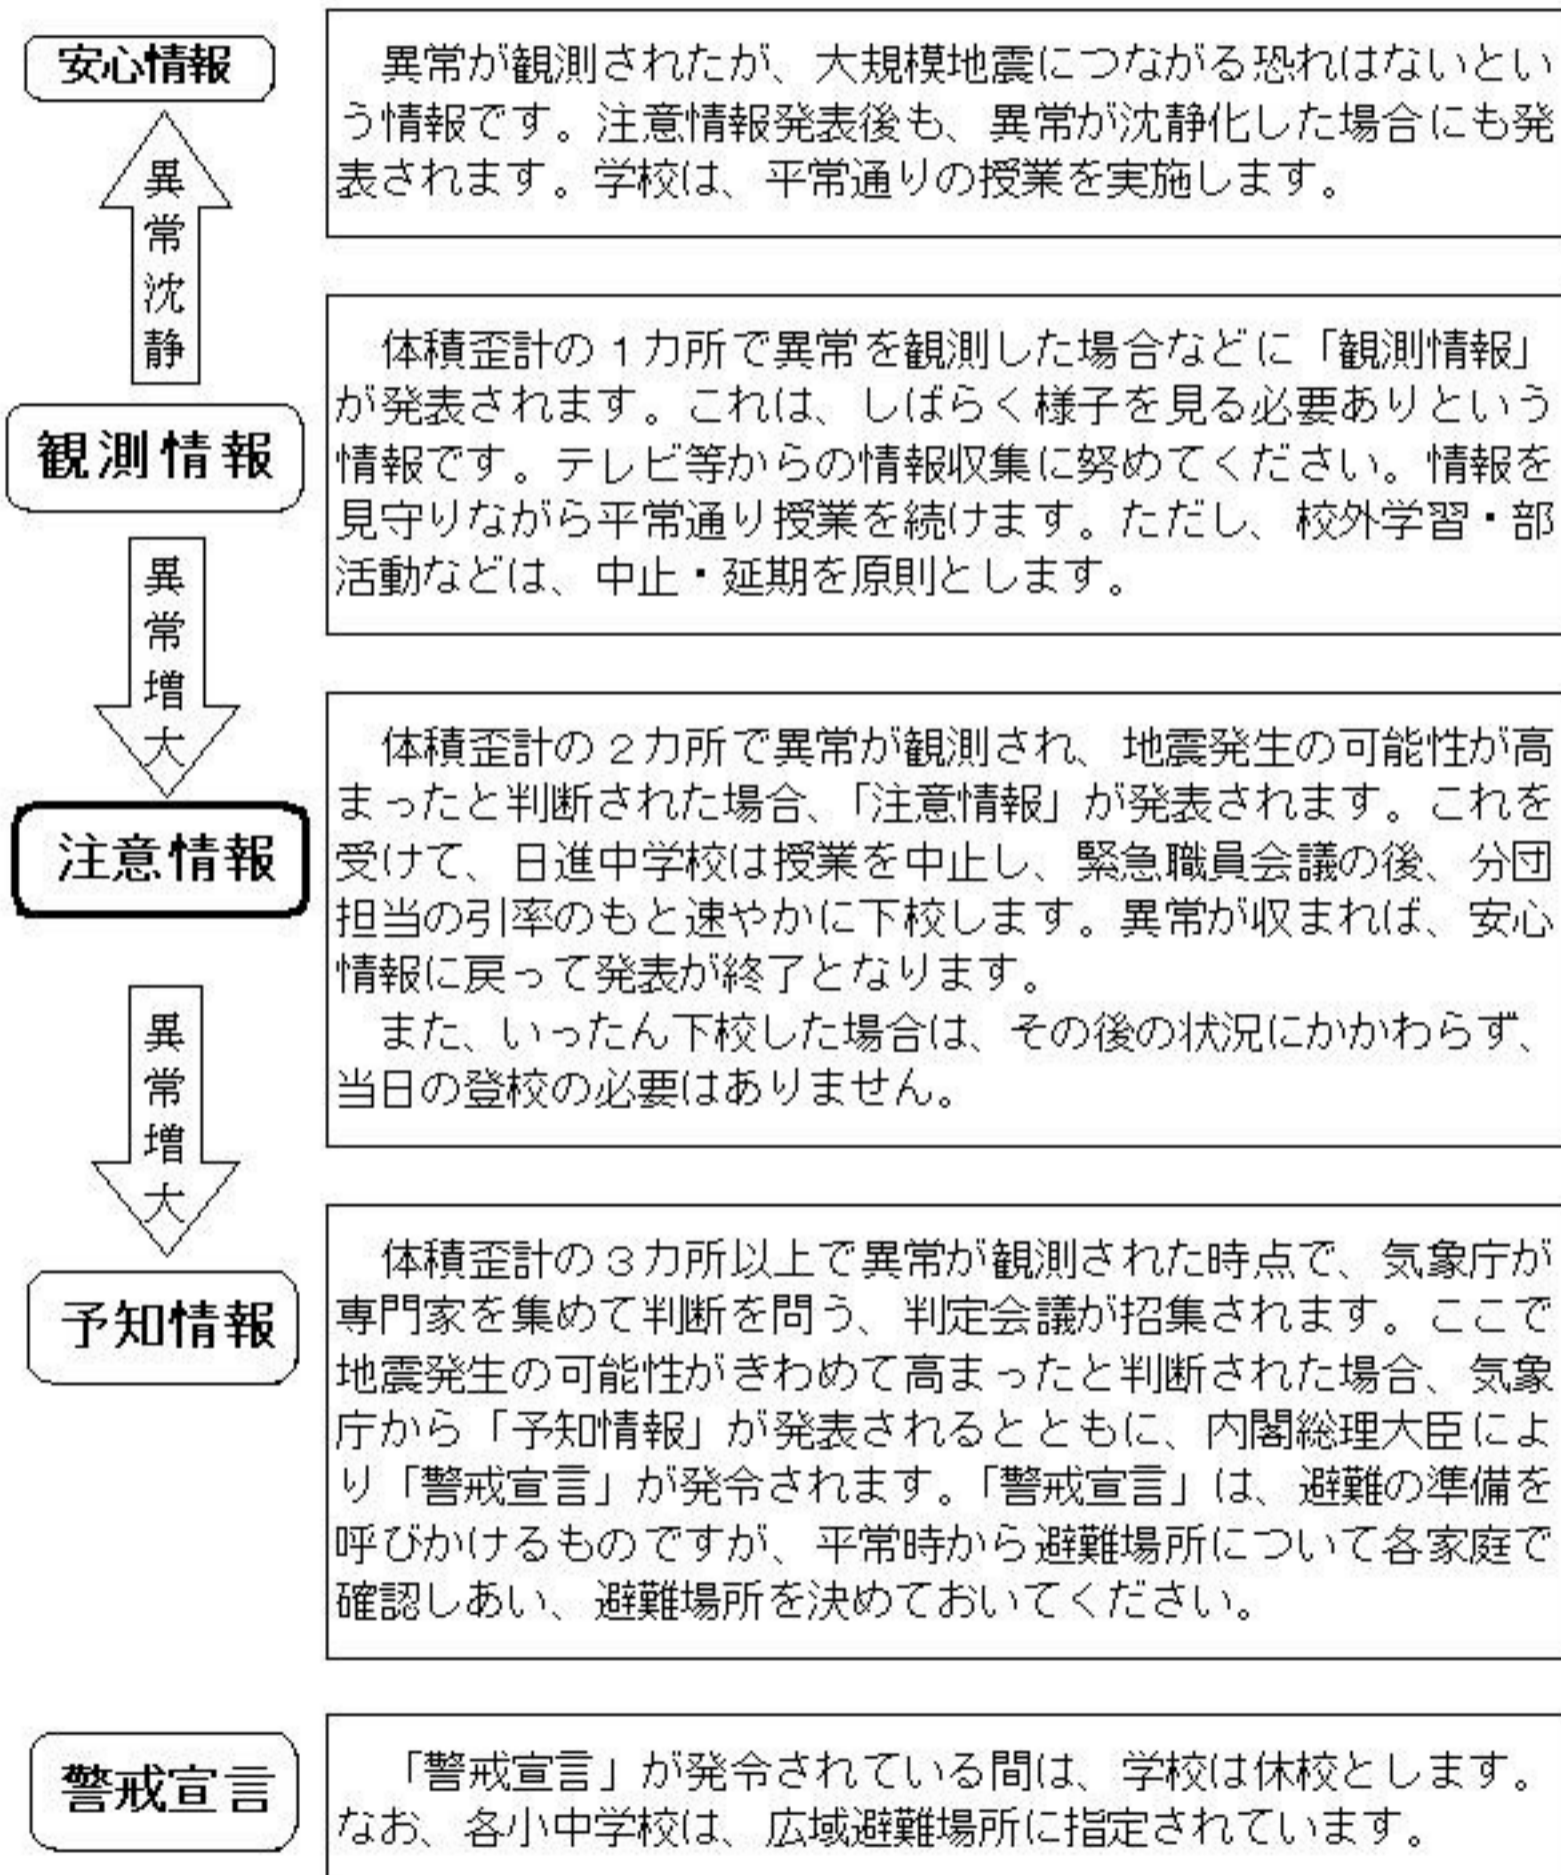 安心情報
異常が観測されたが、大規模地震につながる恐れはないとい
う情報です。注意情報発表後も、異常が沈静化した場合にも発
表されます。学校は、平常通りの授業を実施します。
異常沈静
観測情報
体積歪計の1カ所で異常を観測した場合などに「観測情報」
が発表されます。これは、しばらく様子を見る必要ありという
情報です。テレビ等からの情報収集に努めてください。情報を
見守りながら平常通り授業を続けます。ただし、校外学習・部
活動などは、中止・延期を原則とします。
異常増大
注意情報
体積歪計の2カ所で異常が観測され、地震発生の可能性が高
まったと判断された場合、「注意情報」が発表されます。これを
受けて、日進中学校は授業を中止し、緊急職員会議の後、分団
担当の引率のもと速やかに下校します。異常が収まれば、安心
情報に戻って発表が終了となります。
また、いったん下校した場合は、その後の状況にかかわらず、
当日の登校の必要はありません。
異常増大
予知情報
体積歪計の3カ所以上で異常が観測された時点で、気象庁が
専門家を集めて判断を問う、判定会議が招集されます。ここで
地震発生の可能性がきわめて高まったと判断された場合、気象
庁から「予知情報」が発表されるとともに、内閣総理大臣によ
り「警戒宣言」が発令されます。「警戒宣言」は、避難の準備を
呼びかけるものですが、平常時から避難場所について各家庭で
確認しあい、避難場所を決めておいてください。
警戒宣言
「警戒宣言」が発令されている間は、学校は休校とします。
なお、各小中学校は、広域避難場所に指定されています。